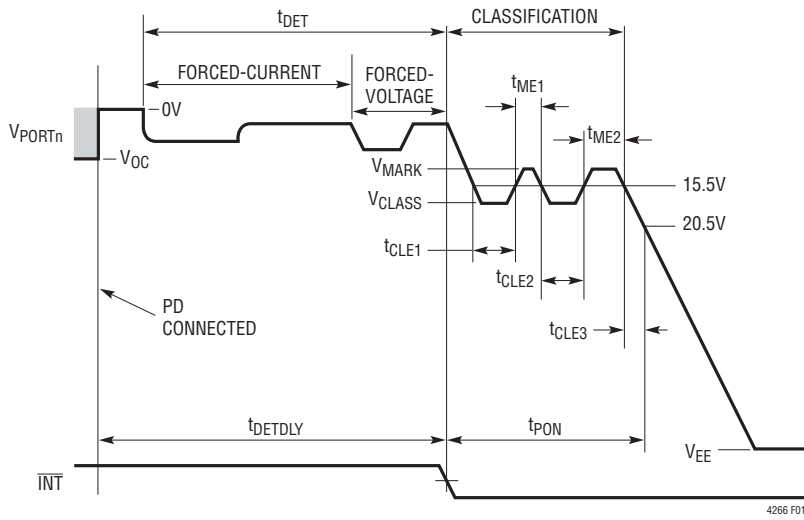 tDET
CLASSIFICATION
FORCED-CURRENT
FORCED-
VOLTAGE
tME1
tME2
0V
VPORTn
VOC
VMARK
15.5V
VCLASS
20.5V
tCLE1
tCLE2
PD
CONNECTED
tCLE3
tDETDLY
tPON
VEE
INT
4266 F01